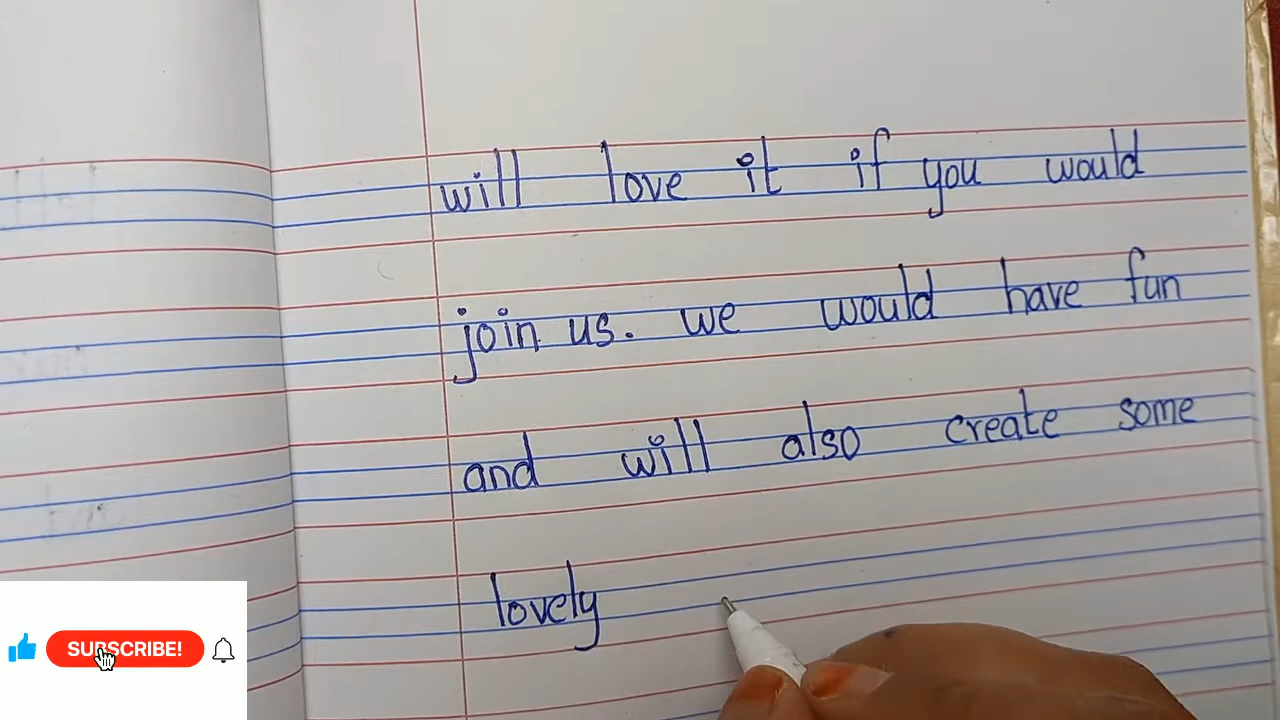 will love it if you would
join us. we would have fun
and will also create some
lovely
SUBSCRIBE!